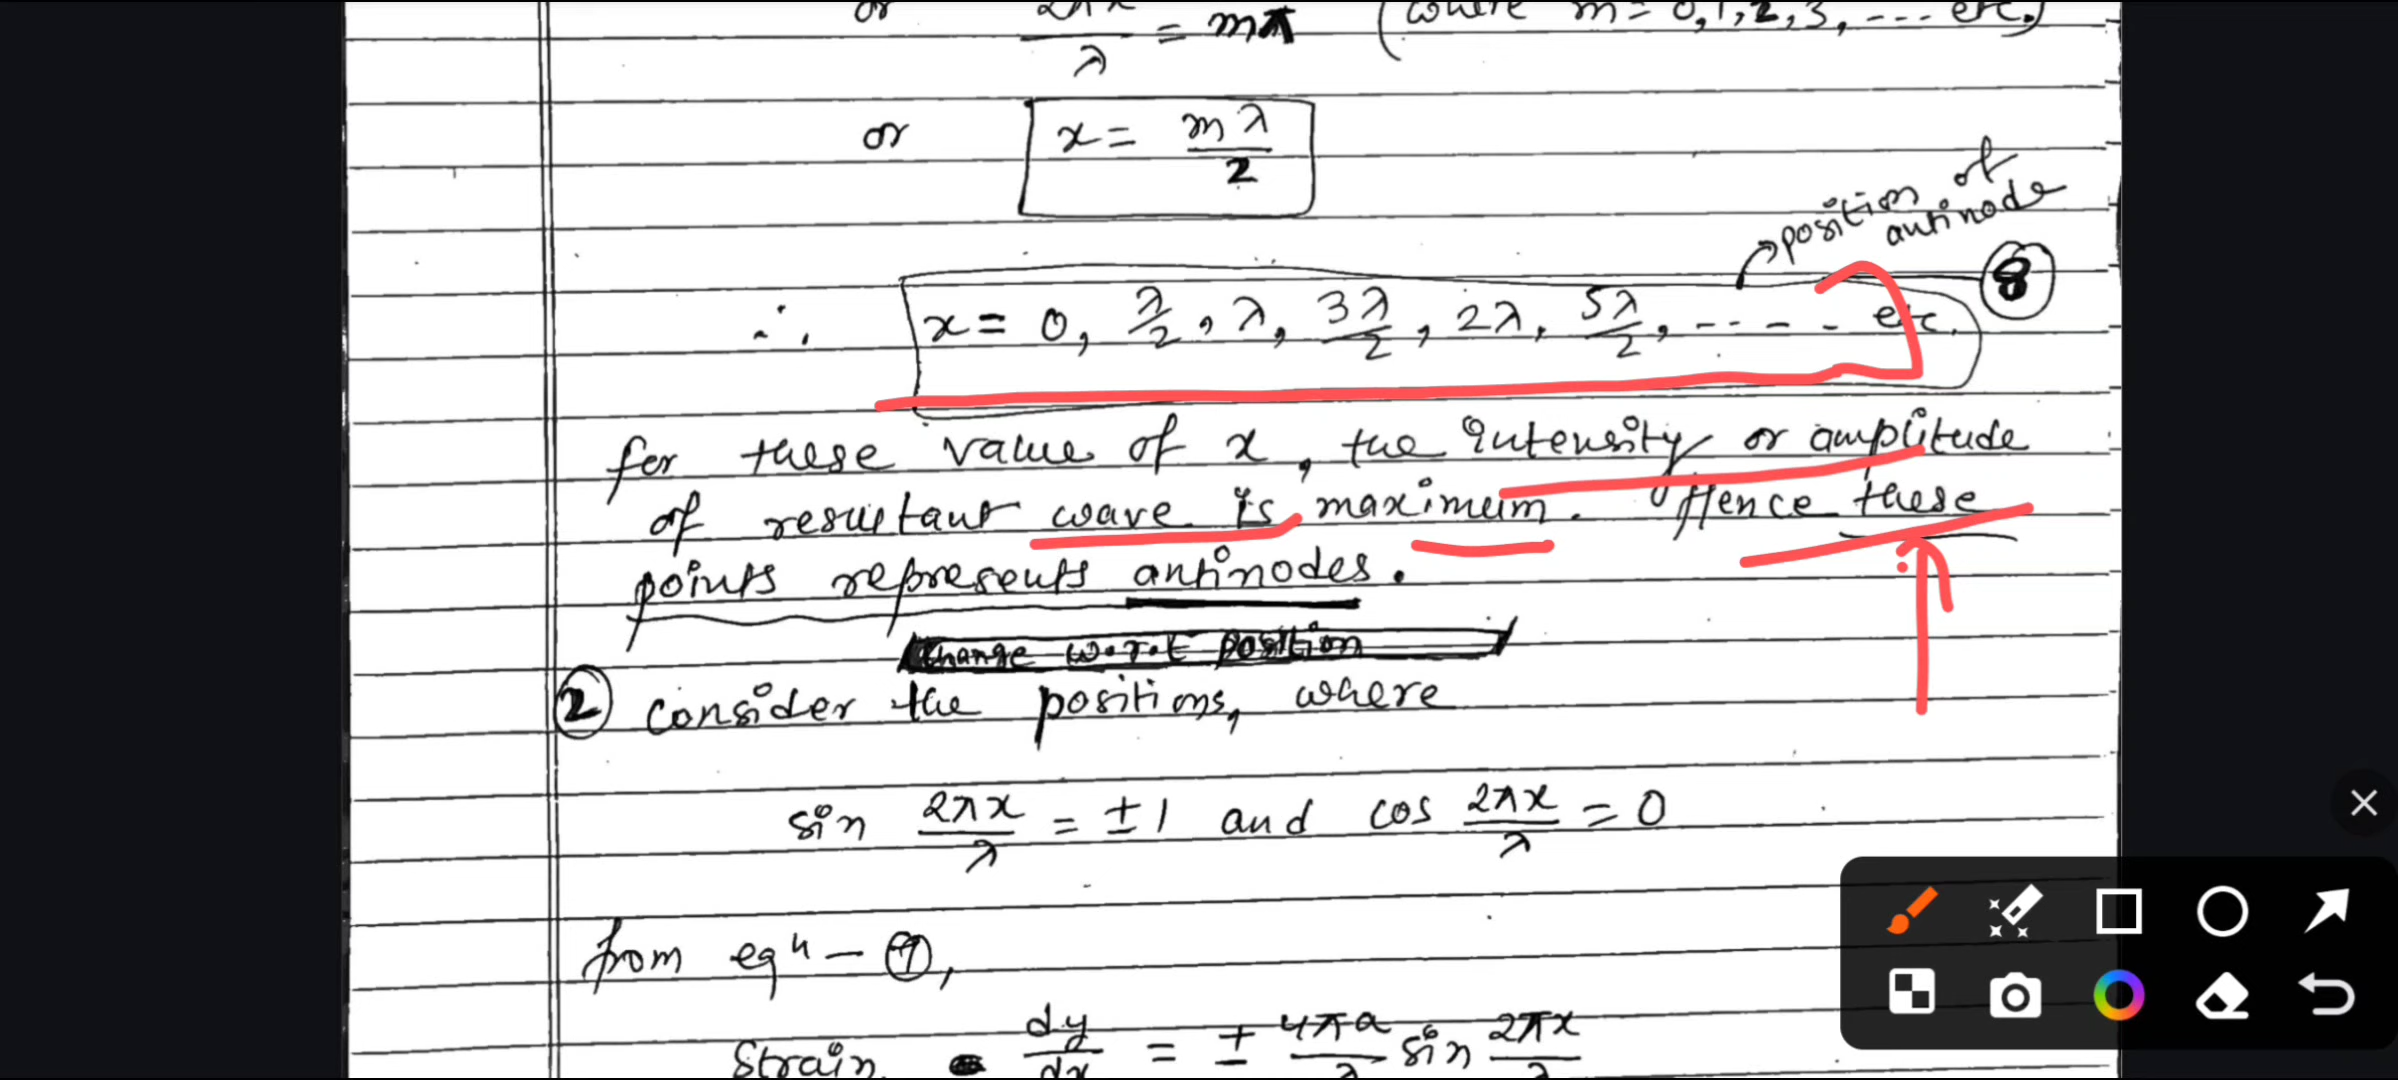 or 2πx/λ = mπ (where m = 0,1,2,3, --- etc.)
or x = mλ/2
position of antinode
∴ x = 0, λ/2, λ, 3λ/2, 2λ, 5λ/2, ----- etc. (8)
for these value of x, the intensity or amplitude
of resultant wave is maximum. Hence these
points represents antinodes.
change w.r.t position
(2) Consider the positions, where
sin 2πx/λ = ±1 and cos 2πx/λ = 0
from eqⁿ - (7),
Strain dy/dx = ± 4πa/λ sin 2πx/λ